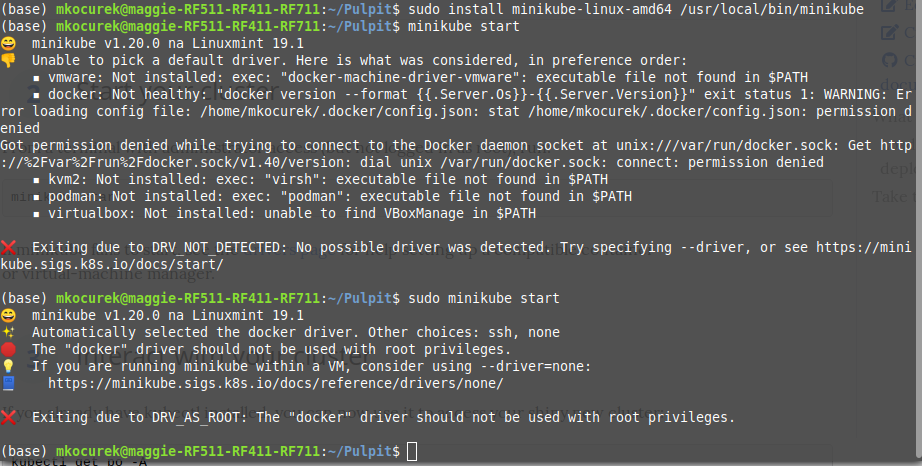 (base) mkocurek@maggie-RF511-RF411-RF711:~/Pulpit$ sudo install minikube-linux-amd64 /usr/local/bin/minikube
(base) mkocurek@maggie-RF511-RF411-RF711:~/Pulpit$ minikube start
😄  minikube v1.20.0 na Linuxmint 19.1
👎  Unable to pick a default driver. Here is what was considered, in preference order:
    ▪ vmware: Not installed: exec: "docker-machine-driver-vmware": executable file not found in $PATH
    ▪ docker: Not healthy: "docker version --format {{.Server.Os}}-{{.Server.Version}}" exit status 1: WARNING: Er
ror loading config file: /home/mkocurek/.docker/config.json: stat /home/mkocurek/.docker/config.json: permission
enied
Got permission denied while trying to connect to the Docker daemon socket at unix:///var/run/docker.sock: Get http
://%2Fvar%2Frun%2Fdocker.sock/v1.40/version: dial unix /var/run/docker.sock: connect: permission denied
    ▪ kvm2: Not installed: exec: "virsh": executable file not found in $PATH
    ▪ podman: Not installed: exec: "podman": executable file not found in $PATH
    ▪ virtualbox: Not installed: unable to find VBoxManage in $PATH
❌  Exiting due to DRV_NOT_DETECTED: No possible driver was detected. Try specifying --driver, or see https://mini
kube.sigs.k8s.io/docs/start/
or virtual-machine manager.
(base) mkocurek@maggie-RF511-RF411-RF711:~/Pulpit$ sudo minikube start
😄  minikube v1.20.0 na Linuxmint 19.1
✨  Automatically selected the docker driver. Other choices: ssh, none
🛑  The "docker" driver should not be used with root privileges.
💡  If you are running minikube within a VM, consider using --driver=none:
📘    https://minikube.sigs.k8s.io/docs/reference/drivers/none/
❌  Exiting due to DRV_AS_ROOT: The "docker" driver should not be used with root privileges.
(base) mkocurek@maggie-RF511-RF411-RF711:~/Pulpit$
kubectl get po -A